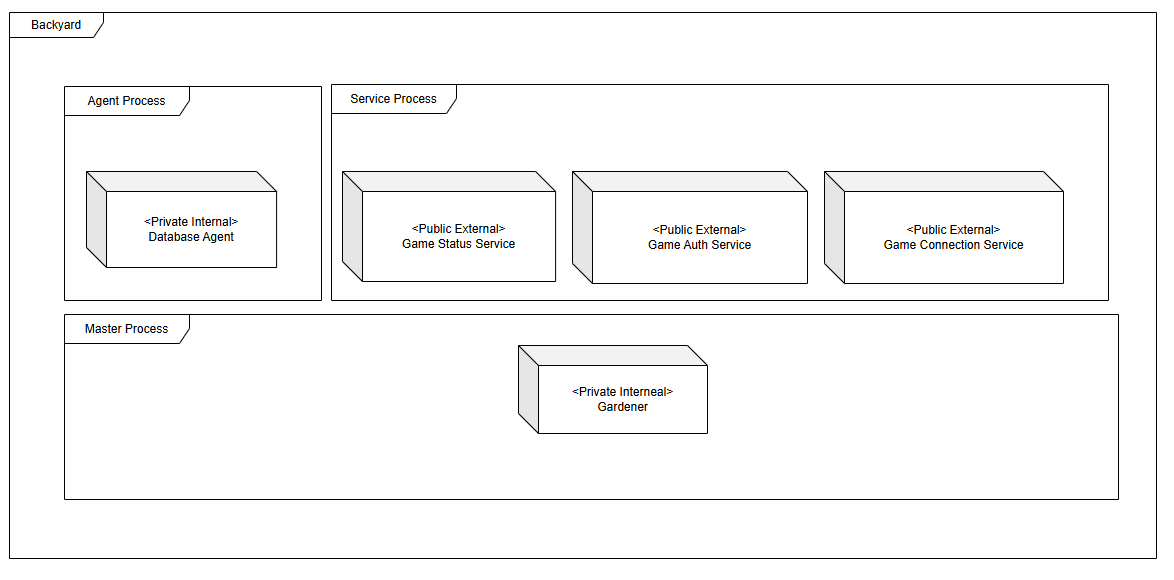 Backyard
Agent Process
Service Process
<Private Internal>
Database Agent
<Public External>
Game Status Service
<Public External>
Game Auth Service
<Public External>
Game Connection Service
Master Process
<Private Interneal>
Gardener